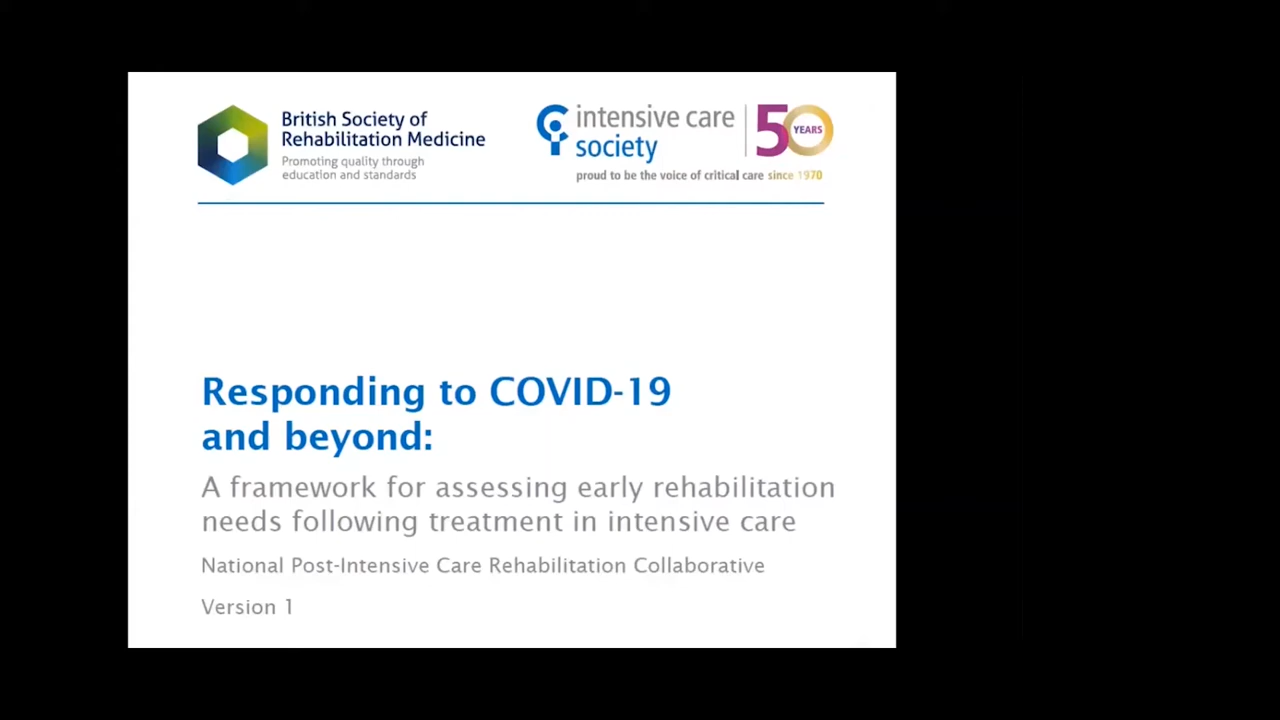 British Society of
Rehabilitation Medicine
Promoting quality through
education and standards
intensive care
society
50
YEARS
proud to be the voice of critical care since 1970
Responding to COVID-19
and beyond:
A framework for assessing early rehabilitation
needs following treatment in intensive care
National Post-Intensive Care Rehabilitation Collaborative
Version 1